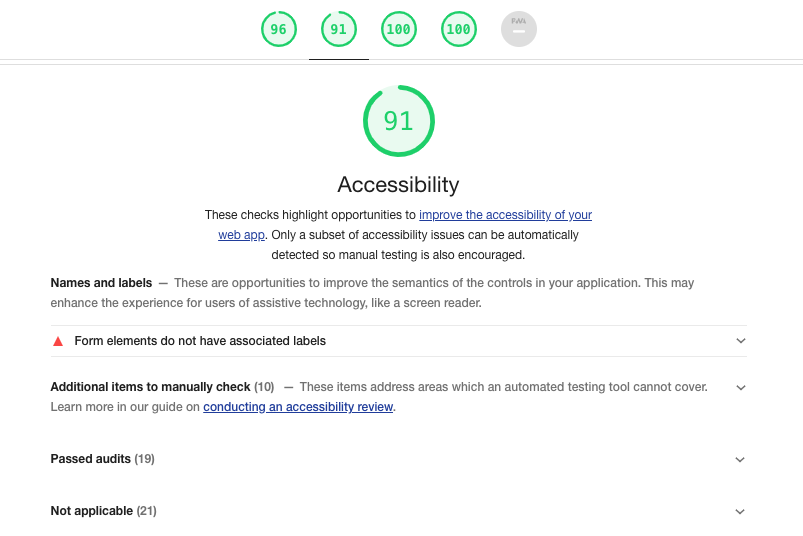 96 91 100 100 PWA
91
Accessibility
These checks highlight opportunities to improve the accessibility of your
web app. Only a subset of accessibility issues can be automatically
detected so manual testing is also encouraged.
Names and labels — These are opportunities to improve the semantics of the controls in your application. This may
enhance the experience for users of assistive technology, like a screen reader.
Form elements do not have associated labels
Additional items to manually check (10) — These items address areas which an automated testing tool cannot cover.
Learn more in our guide on conducting an accessibility review.
Passed audits (19)
Not applicable (21)